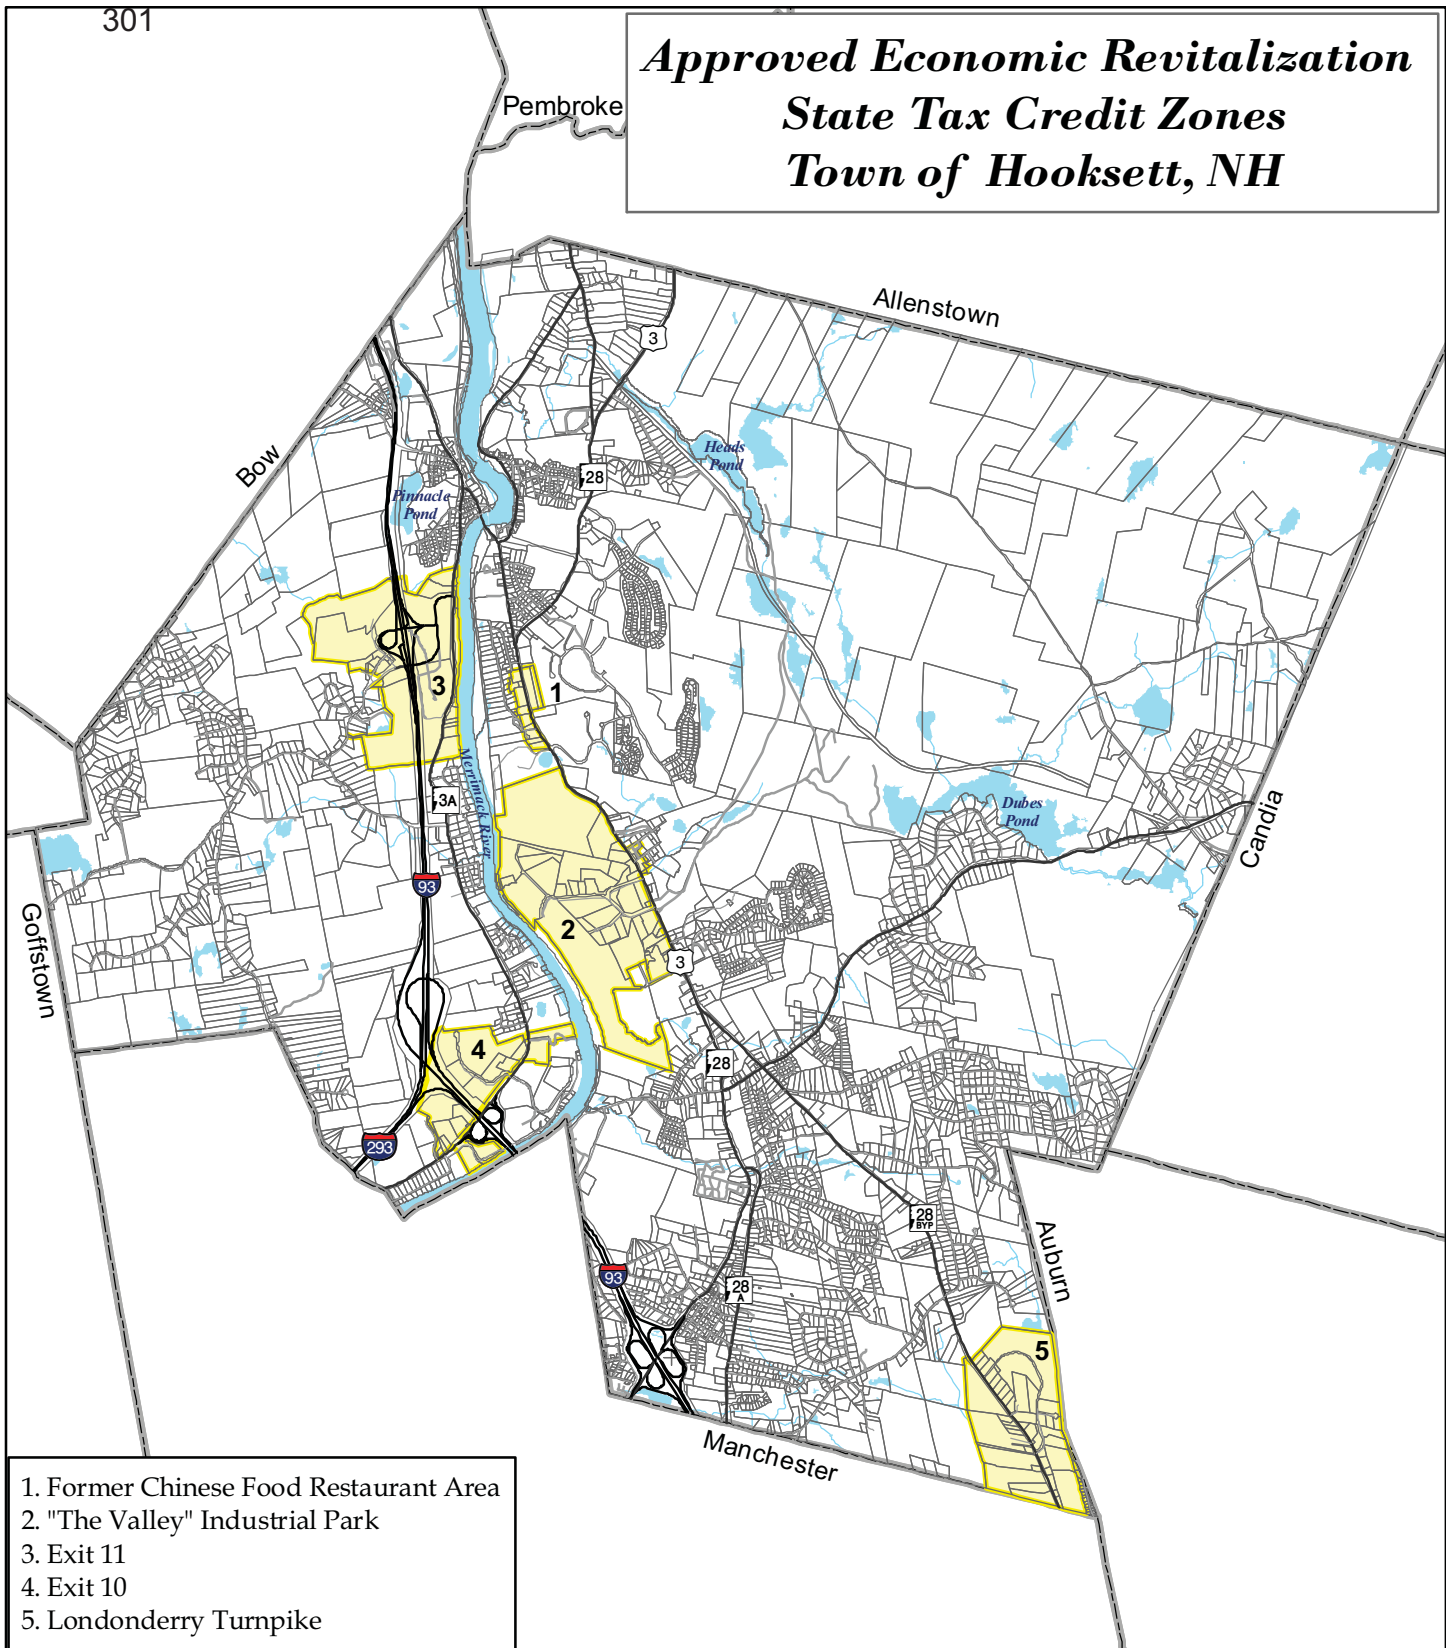 301
Approved Economic Revitalization
State Tax Credit Zones
Town of Hooksett, NH
Pembroke
Allenstown
3
Bow
Heads
Pond
28
Pinnacle
Pond
3
1
Merrimack River
3A
Dubes
Pond
Candia
93
Goffstown
2
3
4
28
293
28
BYP
Auburn
93
28
A
5
Manchester
1. Former Chinese Food Restaurant Area
2. "The Valley" Industrial Park
3. Exit 11
4. Exit 10
5. Londonderry Turnpike